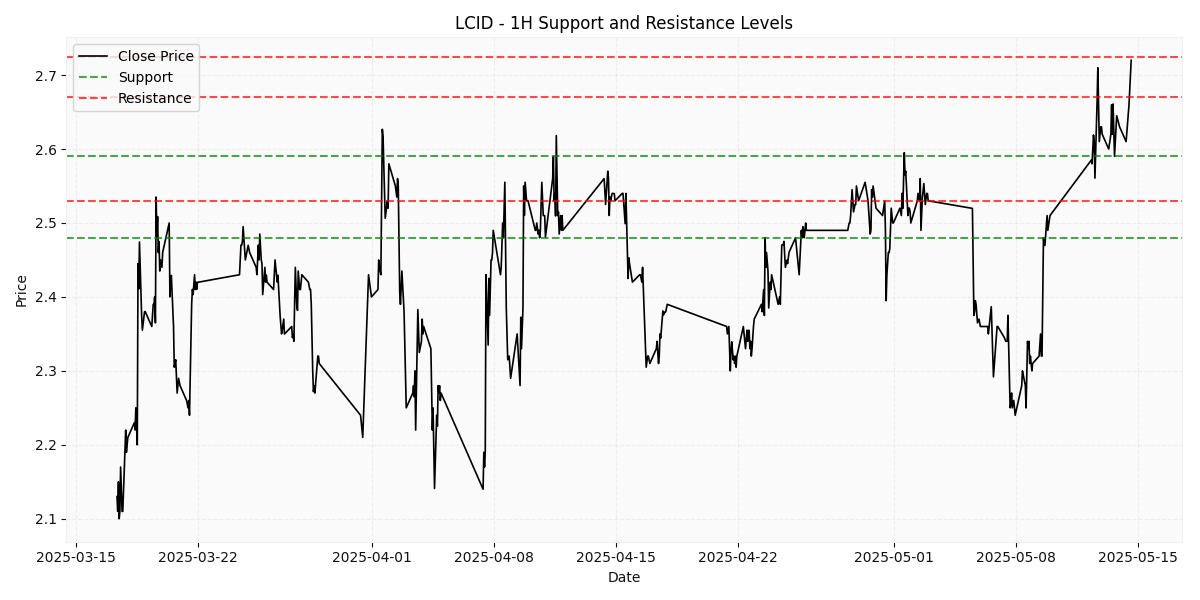 LCID - 1H Support and Resistance Levels
Close Price
Support
Resistance
Price
2.7
2.6
2.5
2.4
2.3
2.2
2.1
2025-03-15 2025-03-22 2025-04-01 2025-04-08 2025-04-15 2025-04-22 2025-05-01 2025-05-08 2025-05-15
Date